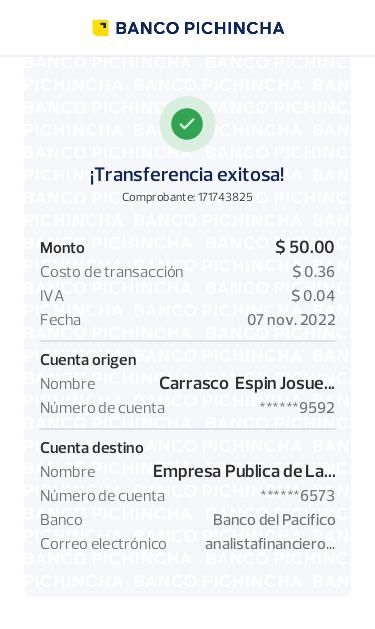 BANCO PICHINCHA
¡Transferencia exitosa!
Comprobante: 171743825
Monto $ 50.00
Costo de transacción $ 0.36
IVA $ 0.04
Fecha 07 nov. 2022
Cuenta origen
Nombre Carrasco Espin Josue...
Número de cuenta ******9592
Cuenta destino
Nombre Empresa Publica de La...
Número de cuenta ******6573
Banco Banco del Pacifico
Correo electrónico analistafinanciero...